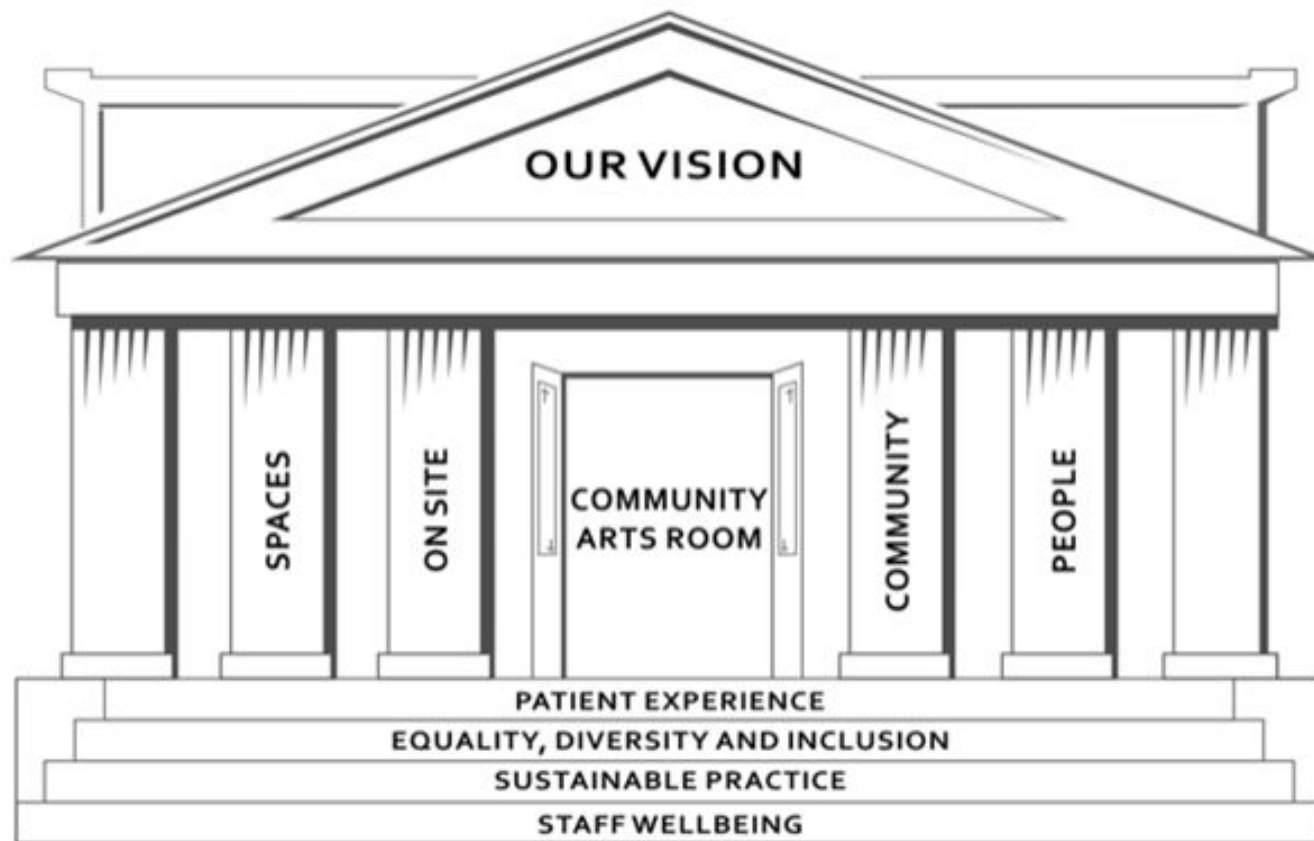 OUR VISION
SPACES
ON SITE
COMMUNITY
ARTS ROOM
COMMUNITY
PEOPLE
PATIENT EXPERIENCE
EQUALITY, DIVERSITY AND INCLUSION
SUSTAINABLE PRACTICE
STAFF WELLBEING